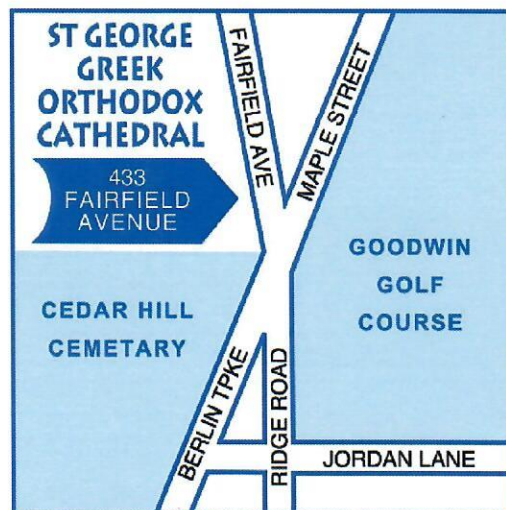 ST GEORGE
GREEK
ORTHODOX
CATHEDRAL
433
FAIRFIELD
AVENUE
FAIRFIELD AVE
MAPLE STREET
GOODWIN
GOLF
COURSE
CEDAR HILL
CEMETARY
BERLIN TPKE
RIDGE ROAD
JORDAN LANE